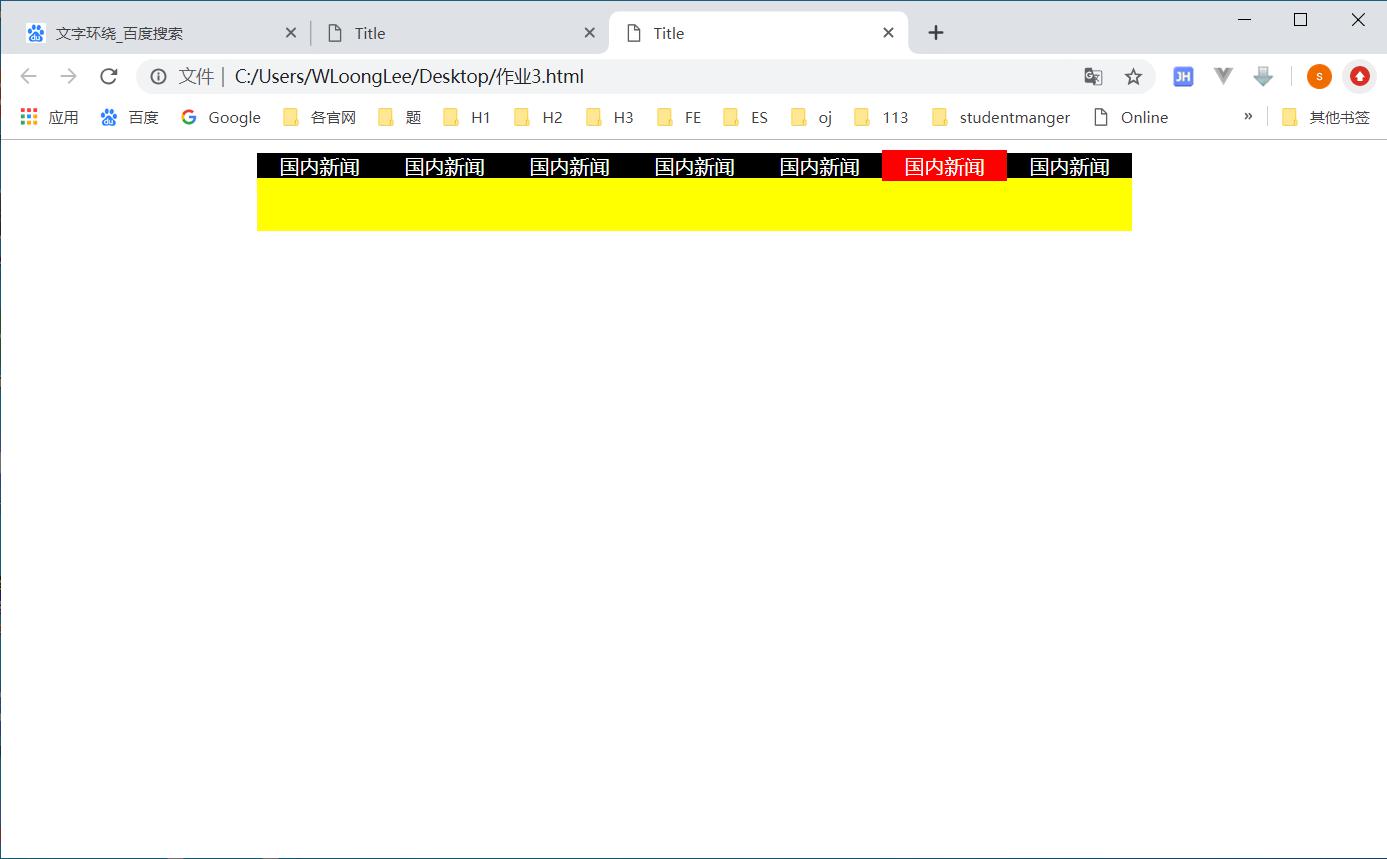 文字环绕_百度搜索 Title Title
文件 C:/Users/WLoongLee/Desktop/作业3.html JH S
应用 百度 Google 各官网 题 H1 H2 H3 FE ES oj 113 studentmanger Online » 其他书签
国内新闻 国内新闻 国内新闻 国内新闻 国内新闻 国内新闻 国内新闻